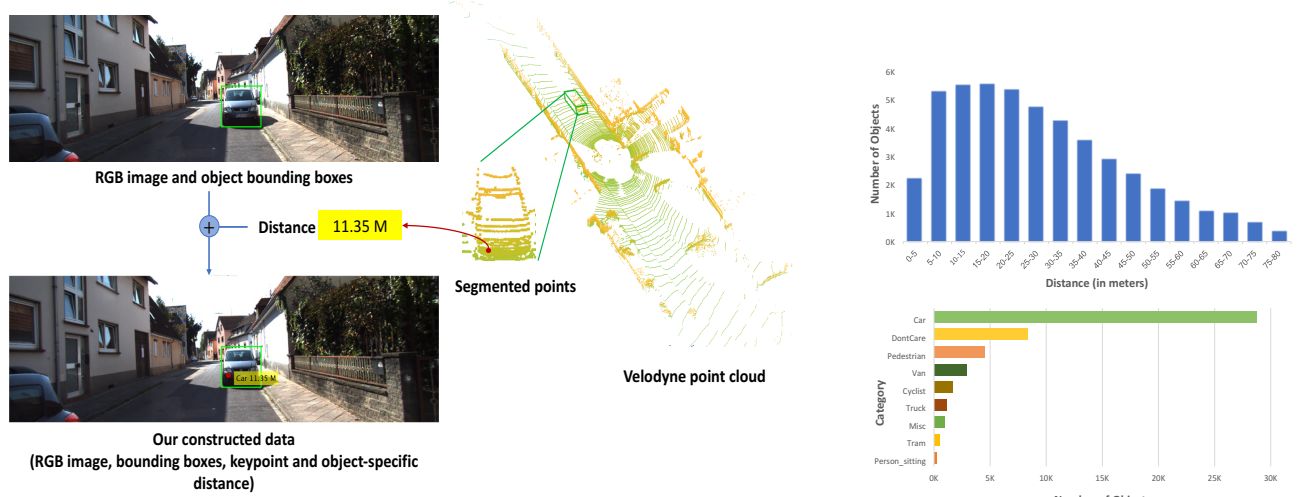 RGB image and object bounding boxes
+
Distance 11.35 M
Segmented points
Velodyne point cloud
Car 11.35 M
Our constructed data
(RGB image, bounding boxes, keypoint and object-specific
distance)
Number of Objects
6K
5K
4K
3K
2K
1K
0K
0-5
5-10
10-15
15-20
20-25
25-30
30-35
35-40
40-45
45-50
50-55
55-60
60-65
65-70
70-75
75-80
Distance (in meters)
Category
Car
DontCare
Pedestrian
Van
Cyclist
Truck
Misc
Tram
Person_sitting
0K
5K
10K
15K
20K
25K
30K